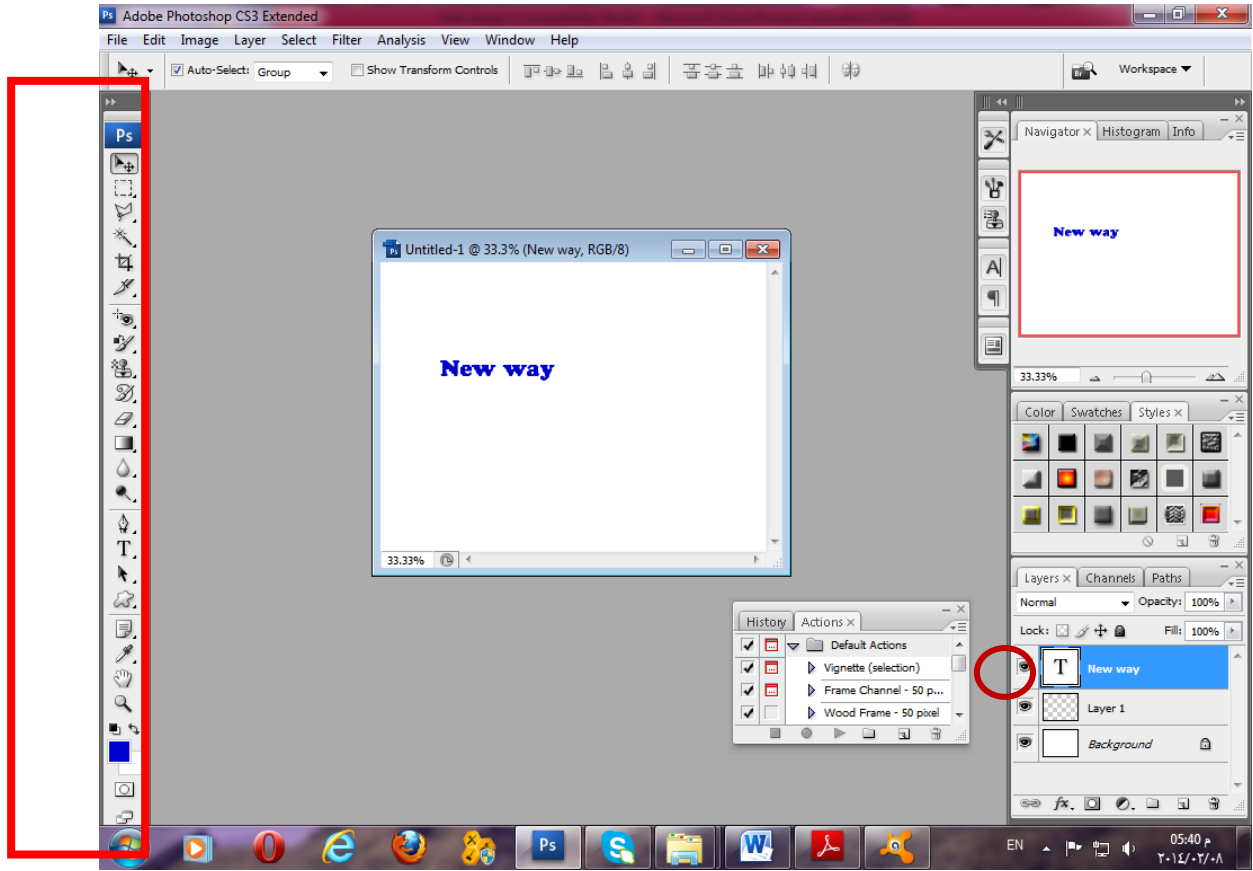 Ps Adobe Photoshop CS3 Extended
File Edit Image Layer Select Filter Analysis View Window Help
Auto-Select: Group Show Transform Controls Br Workspace
Ps
Navigator × Histogram Info
New way
33.33%
Untitled-1 @ 33.3% (New way, RGB/8)
New way
33.33%
T
Color Swatches Styles ×
Layers × Channels Paths
Normal Opacity: 100%
Lock: Fill: 100%
T New way
Layer 1
Background
History Actions ×
Default Actions
Vignette (selection)
Frame Channel - 50 p...
Wood Frame - 50 pixel
Ps
EN
05:40 م
٢٠١٤/٠٢/٠٨